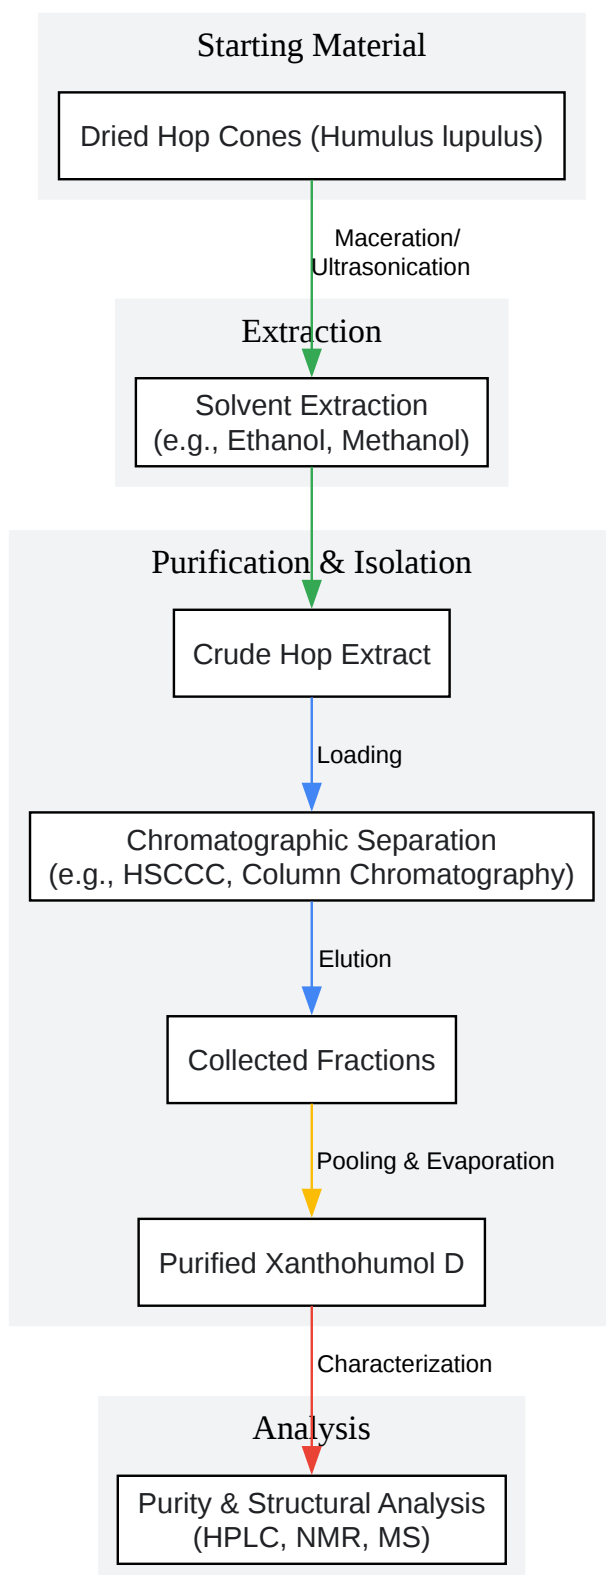 Starting Material
Dried Hop Cones (Humulus lupulus)
Maceration/
Ultrasonication
Extraction
Solvent Extraction
(e.g., Ethanol, Methanol)
Purification & Isolation
Crude Hop Extract
Loading
Chromatographic Separation
(e.g., HSCCC, Column Chromatography)
Elution
Collected Fractions
Pooling & Evaporation
Purified Xanthohumol D
Characterization
Analysis
Purity & Structural Analysis
(HPLC, NMR, MS)